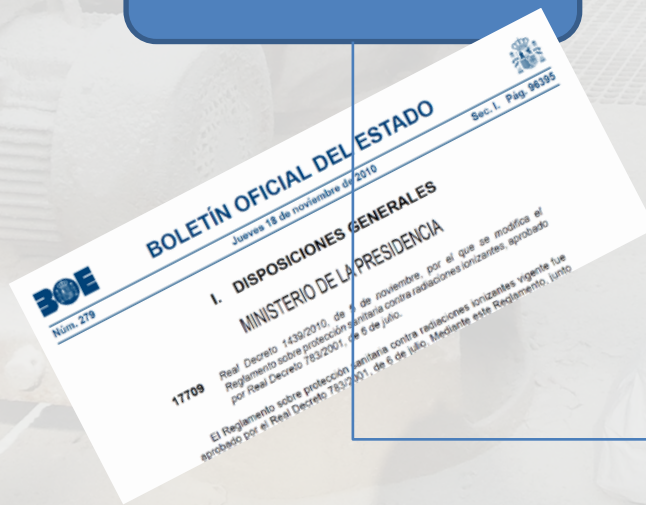 BOLETÍN OFICIAL DEL ESTADO
BOE
Núm. 279
Jueves 18 de noviembre de 2010
Sec. I. Pág. 96395
I. DISPOSICIONES GENERALES
MINISTERIO DE LA PRESIDENCIA
17709
Real Decreto 1439/2010, de 5 de noviembre, por el que se modifica el
Reglamento sobre protección sanitaria contra radiaciones ionizantes, aprobado
por Real Decreto 783/2001, de 6 de julio.
El Reglamento sobre protección sanitaria contra radiaciones ionizantes vigente fue
aprobado por el Real Decreto 783/2001, de 6 de julio. Mediante este Reglamento, junto